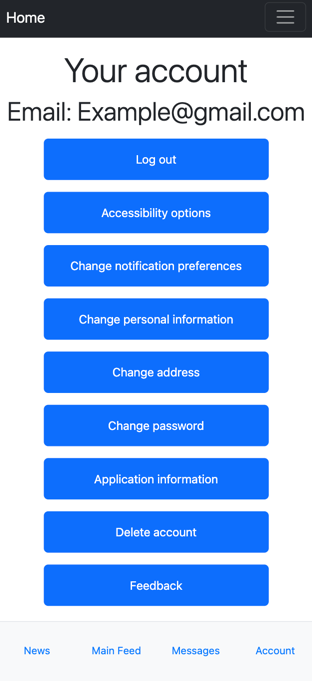 Home
Your account
Email: Example@gmail.com
Log out
Accessibility options
Change notification preferences
Change personal information
Change address
Change password
Application information
Delete account
Feedback
News Main Feed Messages Account